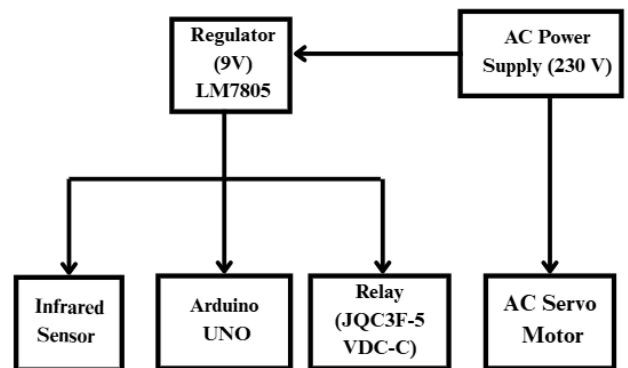 Regulator
(9V)
LM7805
AC Power
Supply (230 V)
Infrared
Sensor
Arduino
UNO
Relay
(JQC3F-5
VDC-C)
AC Servo
Motor